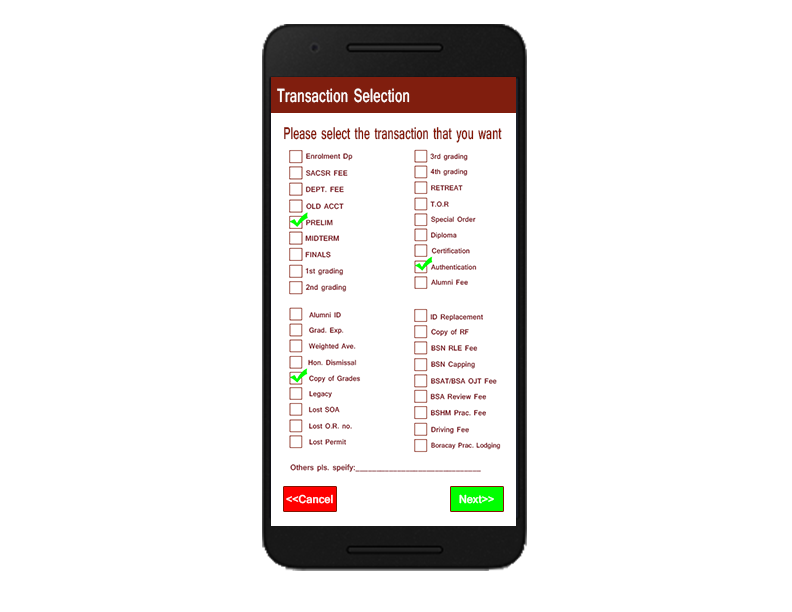 Transaction Selection
Please select the transaction that you want
Enrolment Dp
SACSR FEE
DEPT. FEE
OLD ACCT
PRELIM
MIDTERM
FINALS
1st grading
2nd grading
3rd grading
4th grading
RETREAT
T.O.R
Special Order
Diploma
Certification
Authentication
Alumni Fee
Alumni ID
Grad. Exp.
Weighted Ave.
Hon. Dismissal
Copy of Grades
Legacy
Lost SOA
Lost O.R. no.
Lost Permit
ID Replacement
Copy of RF
BSN RLE Fee
BSN Capping
BSAT/BSA OJT Fee
BSA Review Fee
BSHM Prac. Fee
Driving Fee
Boracay Prac. Lodging
Others pls. speify:______________________________
<<Cancel
Next>>